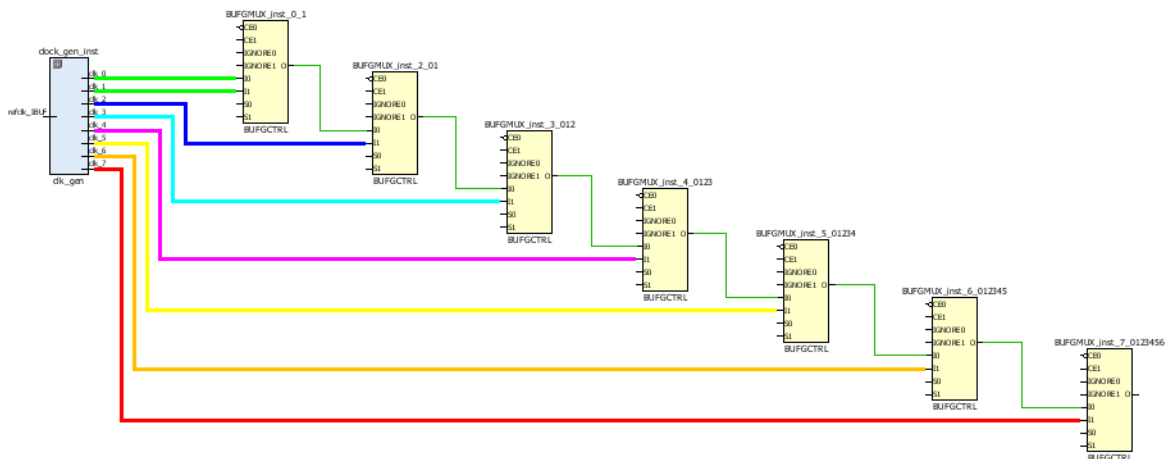 BUFGMUX_inst_0_1
CE0
CE1
IGNORE0
IGNORE1 O
I0
I1
S0
S1
BUFGCTRL
clock_gen_inst
clk_0
clk_1
clk_2
clk_3
clk_4
clk_5
clk_6
clk_7
refclk_IBUF
clk_gen
BUFGMUX_inst_2_01
CE0
CE1
IGNORE0
IGNORE1 O
I0
I1
S0
S1
BUFGCTRL
BUFGMUX_inst_3_012
CE0
CE1
IGNORE0
IGNORE1 O
I0
I1
S0
S1
BUFGCTRL
BUFGMUX_inst_4_0123
CE0
CE1
IGNORE0
IGNORE1 O
I0
I1
S0
S1
BUFGCTRL
BUFGMUX_inst_5_01234
CE0
CE1
IGNORE0
IGNORE1 O
I0
I1
S0
S1
BUFGCTRL
BUFGMUX_inst_6_012345
CE0
CE1
IGNORE0
IGNORE1 O
I0
I1
S0
S1
BUFGCTRL
BUFGMUX_inst_7_0123456
CE0
CE1
IGNORE0
IGNORE1 O
I0
I1
S0
S1
BUFGCTRL